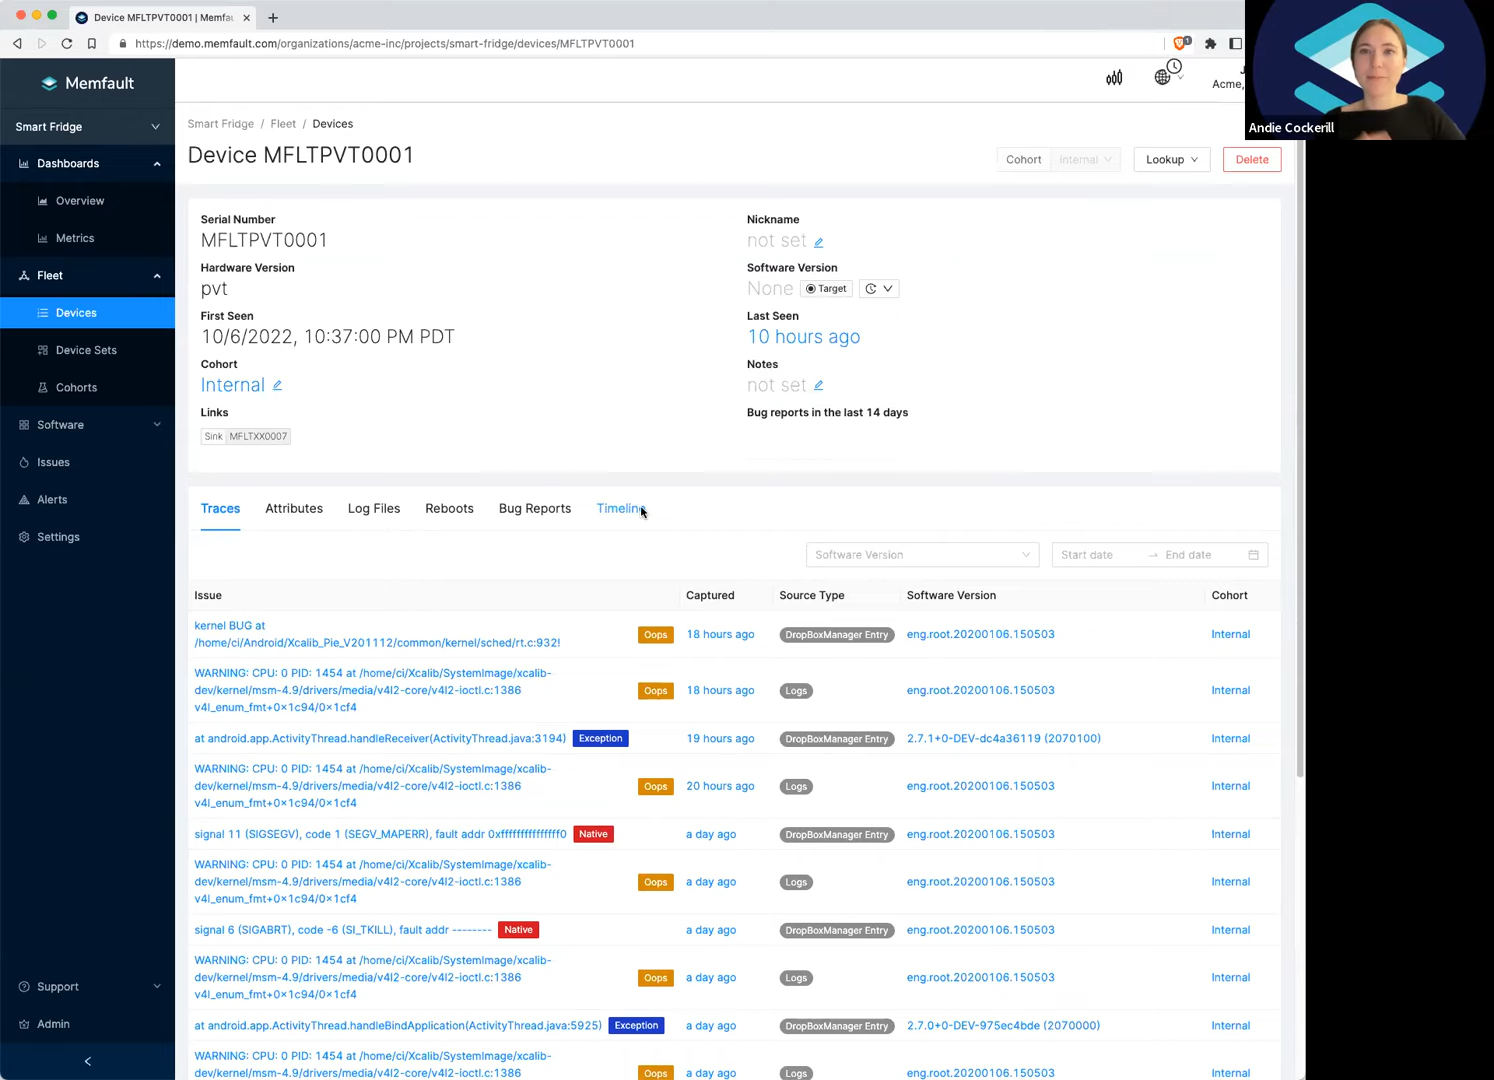 Device MFLTPVT0001 | Memfau
https://demo.memfault.com/organizations/acme-inc/projects/smart-fridge/devices/MFLTPVT0001
1
Memfault
Acme,
Andie Cockerill
Smart Fridge
Dashboards
Overview
Metrics
Fleet
Devices
Device Sets
Cohorts
Software
Issues
Alerts
Settings
Support
Admin
Smart Fridge / Fleet / Devices
Device MFLTPVT0001
Cohort Internal
Lookup
Delete
Serial Number
MFLTPVT0001
Hardware Version
pvt
First Seen
10/6/2022, 10:37:00 PM PDT
Cohort
Internal
Links
Sink MFLTXX0007
Nickname
not set
Software Version
None Target
Last Seen
10 hours ago
Notes
not set
Bug reports in the last 14 days
Traces Attributes Log Files Reboots Bug Reports Timeline
Software Version Start date End date
Issue Captured Source Type Software Version Cohort
kernel BUG at
/home/ci/Android/Xcalib_Pie_V201112/common/kernel/sched/rt.c:932!
Oops 18 hours ago DropBoxManager Entry eng.root.20200106.150503 Internal
WARNING: CPU: 0 PID: 1454 at /home/ci/Xcalib/SystemImage/xcalib-
dev/kernel/msm-4.9/drivers/media/v4l2-core/v4l2-ioctl.c:1386
v4l_enum_fmt+0×1c94/0×1cf4
Oops 18 hours ago Logs eng.root.20200106.150503 Internal
at android.app.ActivityThread.handleReceiver(ActivityThread.java:3194) Exception 19 hours ago DropBoxManager Entry 2.7.1+0-DEV-dc4a36119 (2070100) Internal
WARNING: CPU: 0 PID: 1454 at /home/ci/Xcalib/SystemImage/xcalib-
dev/kernel/msm-4.9/drivers/media/v4l2-core/v4l2-ioctl.c:1386
v4l_enum_fmt+0×1c94/0×1cf4
Oops 20 hours ago Logs eng.root.20200106.150503 Internal
signal 11 (SIGSEGV), code 1 (SEGV_MAPERR), fault addr 0xfffffffffffffff0 Native a day ago DropBoxManager Entry eng.root.20200106.150503 Internal
WARNING: CPU: 0 PID: 1454 at /home/ci/Xcalib/SystemImage/xcalib-
dev/kernel/msm-4.9/drivers/media/v4l2-core/v4l2-ioctl.c:1386
v4l_enum_fmt+0×1c94/0×1cf4
Oops a day ago Logs eng.root.20200106.150503 Internal
signal 6 (SIGABRT), code -6 (SI_TKILL), fault addr -------- Native a day ago DropBoxManager Entry eng.root.20200106.150503 Internal
WARNING: CPU: 0 PID: 1454 at /home/ci/Xcalib/SystemImage/xcalib-
dev/kernel/msm-4.9/drivers/media/v4l2-core/v4l2-ioctl.c:1386
v4l_enum_fmt+0×1c94/0×1cf4
Oops a day ago Logs eng.root.20200106.150503 Internal
at android.app.ActivityThread.handleBindApplication(ActivityThread.java:5925) Exception a day ago DropBoxManager Entry 2.7.0+0-DEV-975ec4bde (2070000) Internal
WARNING: CPU: 0 PID: 1454 at /home/ci/Xcalib/SystemImage/xcalib-
dev/kernel/msm-4.9/drivers/media/v4l2-core/v4l2-ioctl.c:1386
Oops a day ago Logs eng.root.20200106.150503 Internal